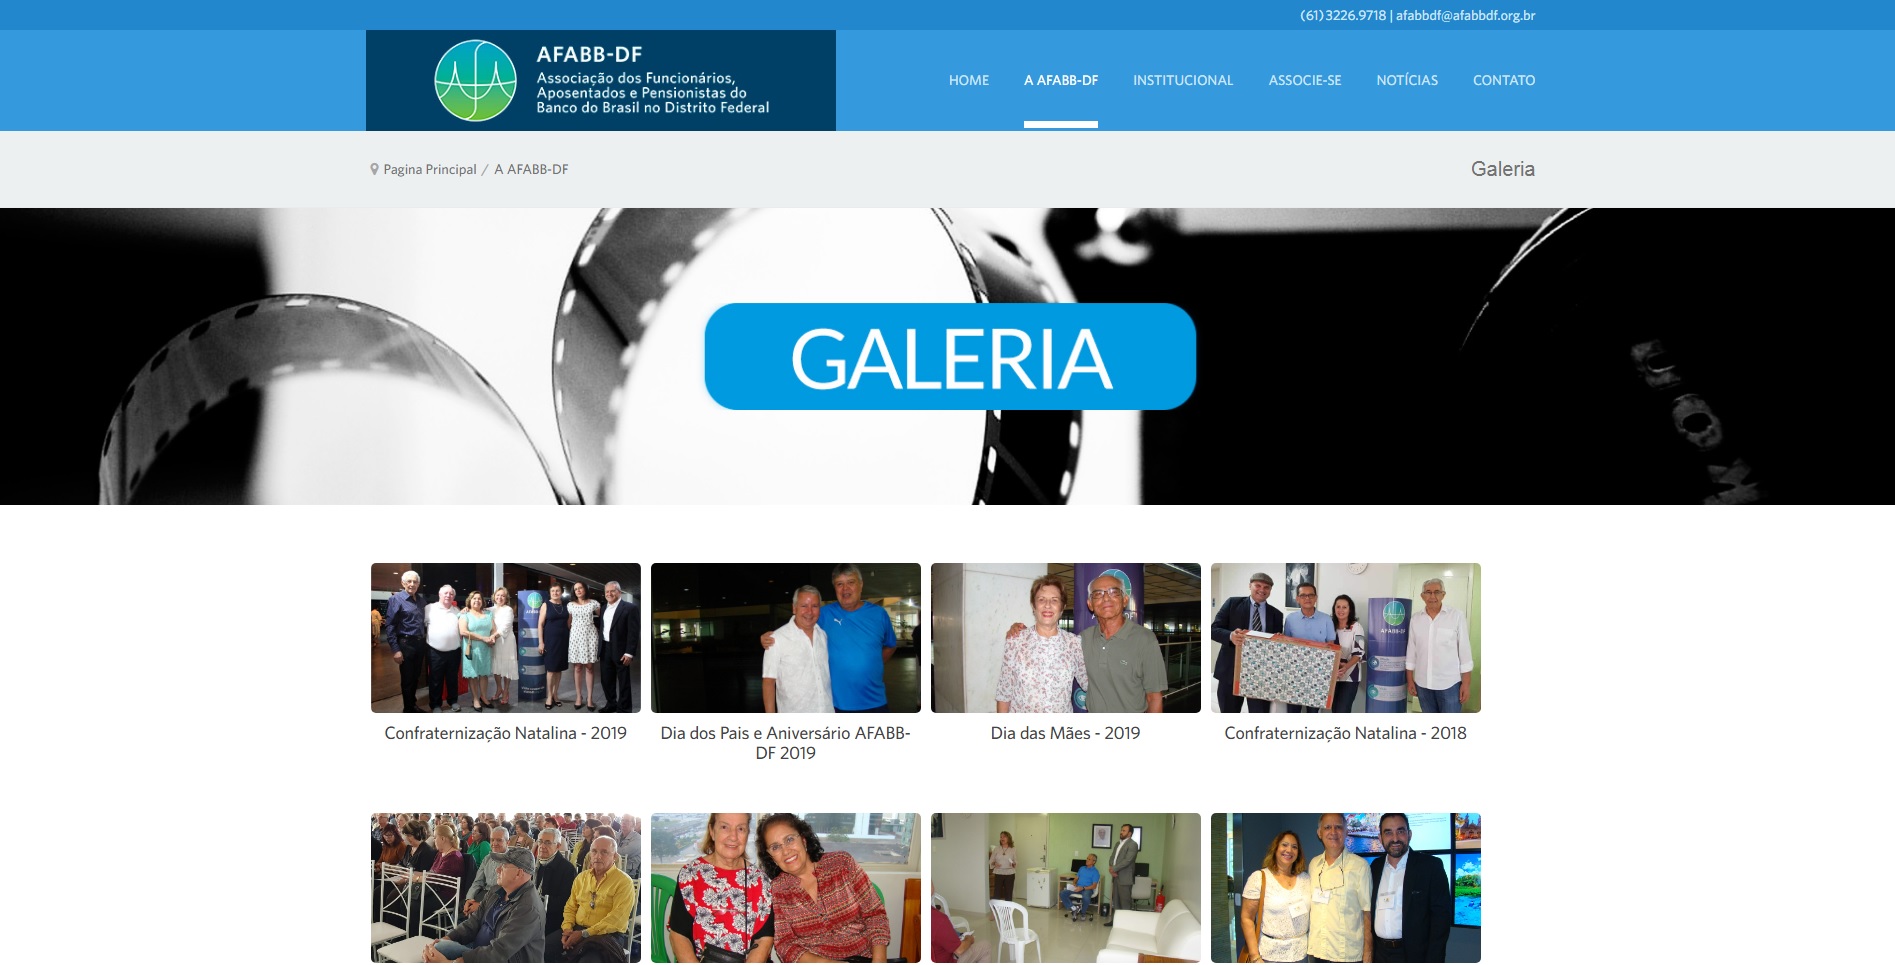 (61) 3226.9718 | afabbdf@afabbdf.org.br
AFABB-DF
Associação dos Funcionários,
Aposentados e Pensionistas do
Banco do Brasil no Distrito Federal
HOME A AFABB-DF INSTITUCIONAL ASSOCIE-SE NOTÍCIAS CONTATO
Pagina Principal / A AFABB-DF
Galeria
GALERIA
AFABB-DF
Confraternização Natalina - 2019
Dia dos Pais e Aniversário AFABB-
DF 2019
Dia das Mães - 2019
Confraternização Natalina - 2018